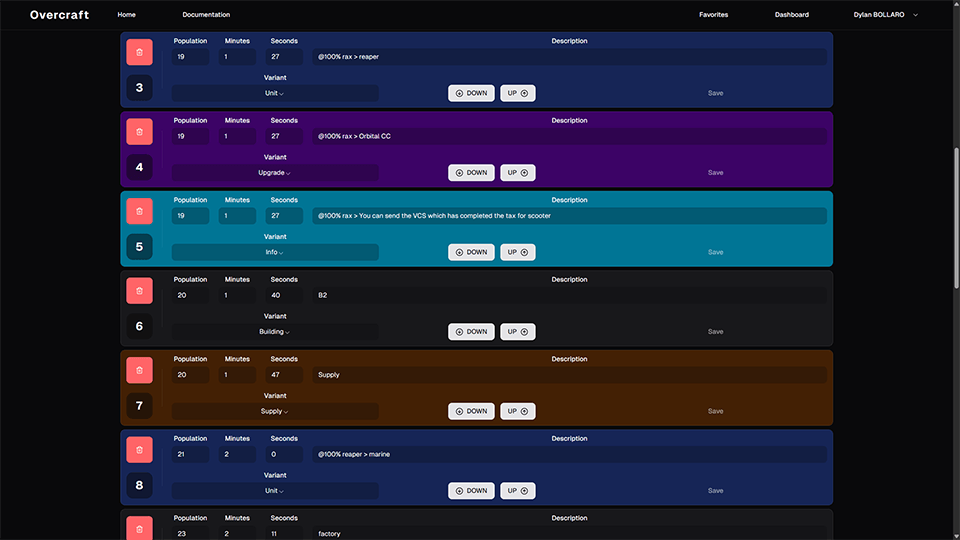 Overcraft Home Documentation Favorites Dashboard Dylan BOLLARO
Population Minutes Seconds Description
19 1 27 @100% rax > reaper
3 Variant
Unit DOWN UP Save
Population Minutes Seconds Description
19 1 27 @100% rax > Orbital CC
4 Variant
Upgrade DOWN UP Save
Population Minutes Seconds Description
19 1 27 @100% rax > You can send the VCS which has completed the tax for scooter
5 Variant
Info DOWN UP Save
Population Minutes Seconds Description
20 1 40 B2
6 Variant
Building DOWN UP Save
Population Minutes Seconds Description
20 1 47 Supply
7 Variant
Supply DOWN UP Save
Population Minutes Seconds Description
21 2 0 @100% reaper > marine
8 Variant
Unit DOWN UP Save
Population Minutes Seconds Description
23 2 11 factory